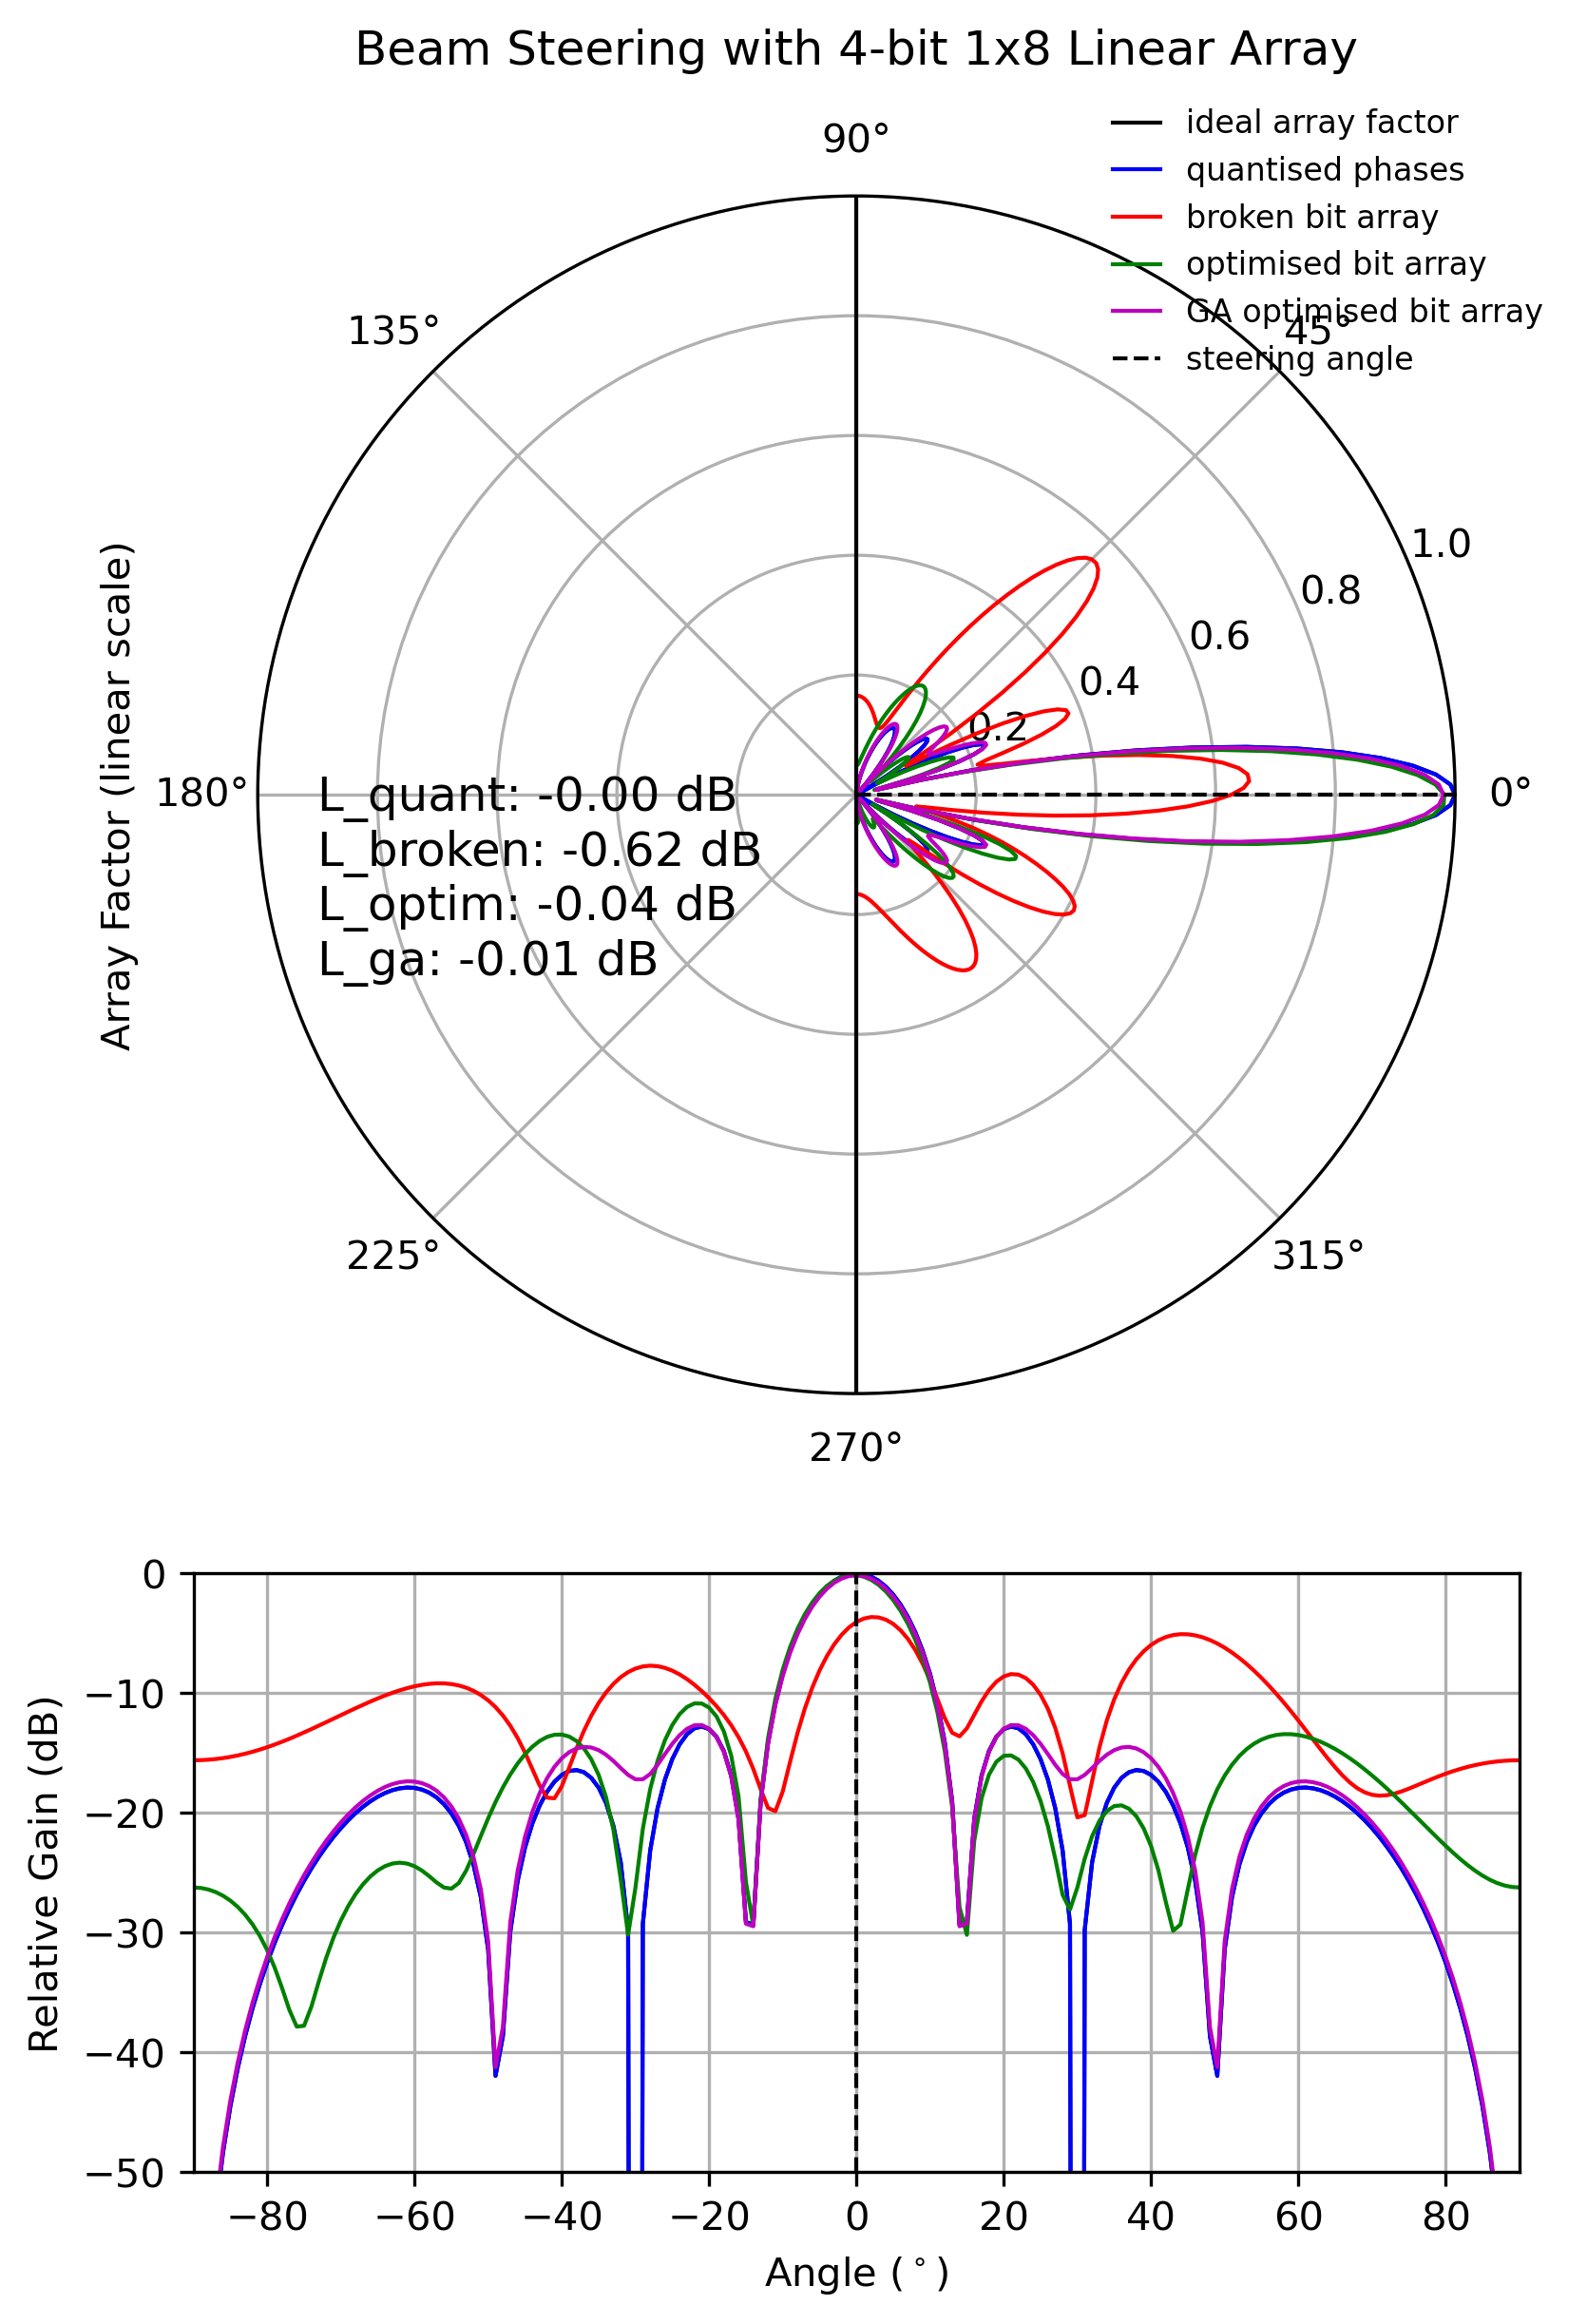 Beam Steering with 4-bit 1x8 Linear Array
ideal array factor
quantised phases
broken bit array
optimised bit array
GA optimised bit array
steering angle
90°
45°
135°
1.0
0.8
0.6
0.4
0.2
180°
0°
Array Factor (linear scale)
L_quant: -0.00 dB
L_broken: -0.62 dB
L_optim: -0.04 dB
L_ga: -0.01 dB
225°
315°
270°
0
−10
−20
−30
−40
−50
Relative Gain (dB)
−80 −60 −40 −20 0 20 40 60 80
Angle (°)